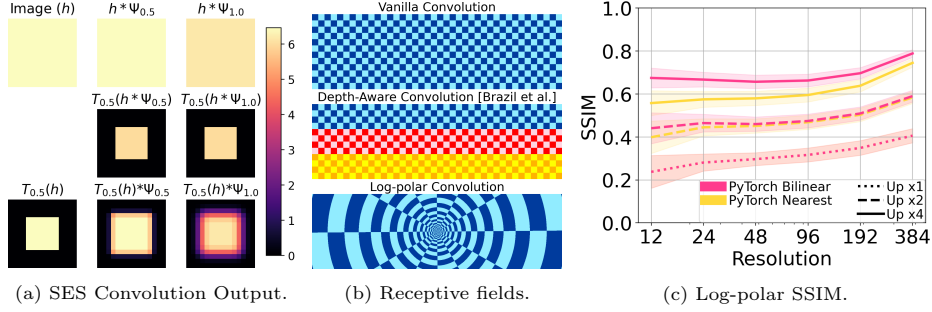 Image (h)
h * Ψ0.5
h * Ψ1.0
T0.5(h * Ψ0.5)
T0.5(h * Ψ1.0)
T0.5(h)
T0.5(h)*Ψ0.5
T0.5(h)*Ψ1.0
6
5
4
3
2
1
0
(a) SES Convolution Output.
Vanilla Convolution
Depth-Aware Convolution [Brazil et al.]
Log-polar Convolution
(b) Receptive fields.
SSIM
1.0
0.8
0.6
0.4
0.2
0.0
PyTorch Bilinear
PyTorch Nearest
Up x1
Up x2
Up x4
12 24 48 96 192 384
Resolution
(c) Log-polar SSIM.